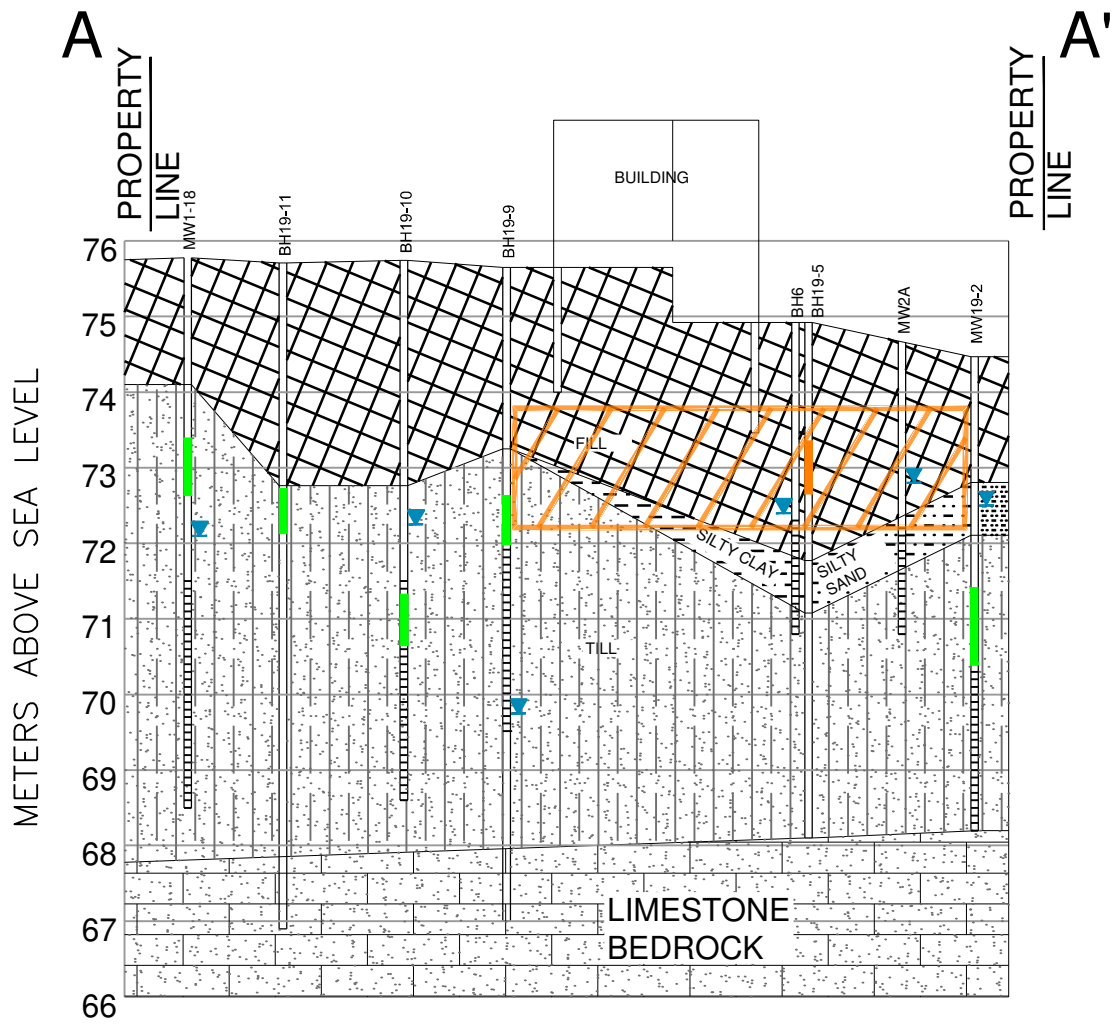 A
A'
PROPERTY
LINE
PROPERTY
LINE
BUILDING
MW1-18
BH19-11
BH19-10
BH19-9
BH6
BH19-5
MW2A
MW19-2
METERS ABOVE SEA LEVEL
76
75
74
73
72
71
70
69
68
67
66
FILL
SILTY CLAY
SILTY
SAND
TILL
LIMESTONE
BEDROCK